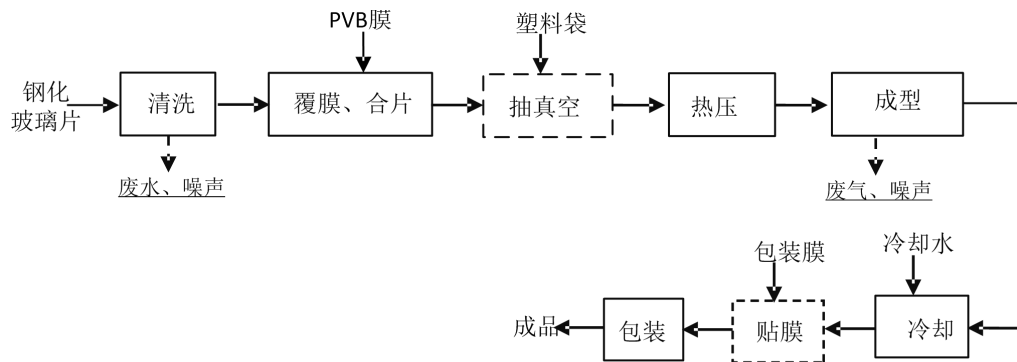 PVB膜
塑料袋
钢化
玻璃片
清洗
覆膜、合片
抽真空
热压
成型
废水、噪声
废气、噪声
包装膜
冷却水
成品
包装
贴膜
冷却